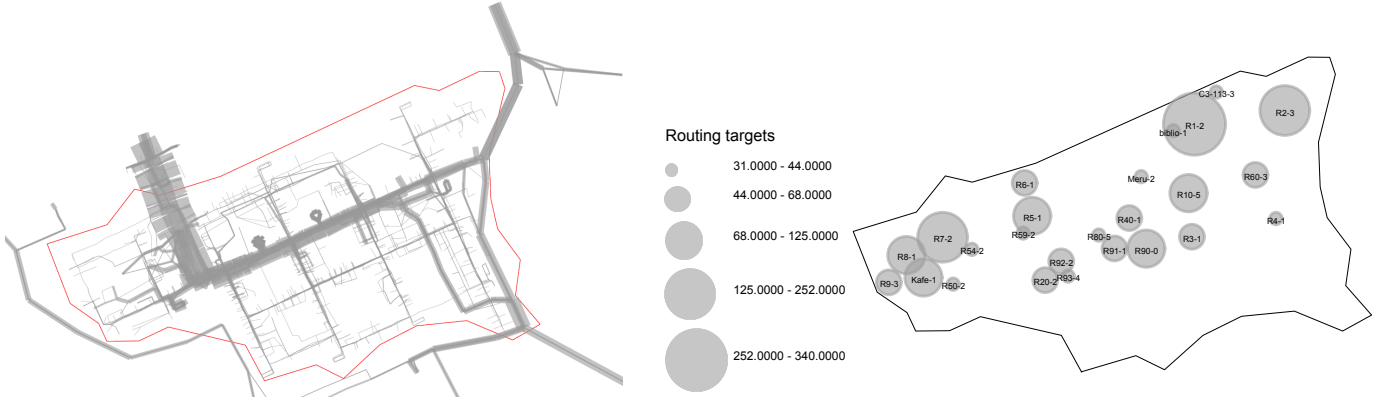 Routing targets
31.0000 - 44.0000
44.0000 - 68.0000
68.0000 - 125.0000
125.0000 - 252.0000
252.0000 - 340.0000
C3-113-3
R2-3
R1-2
biblio-1
Meru-2
R60-3
R6-1
R10-5
R5-1
R40-1
R4-1
R59-2
R80-5
R3-1
R7-2
R54-2
R91-1
R90-0
R8-1
R92-2
R93-4
R9-3
Kafe-1
R50-2
R20-2